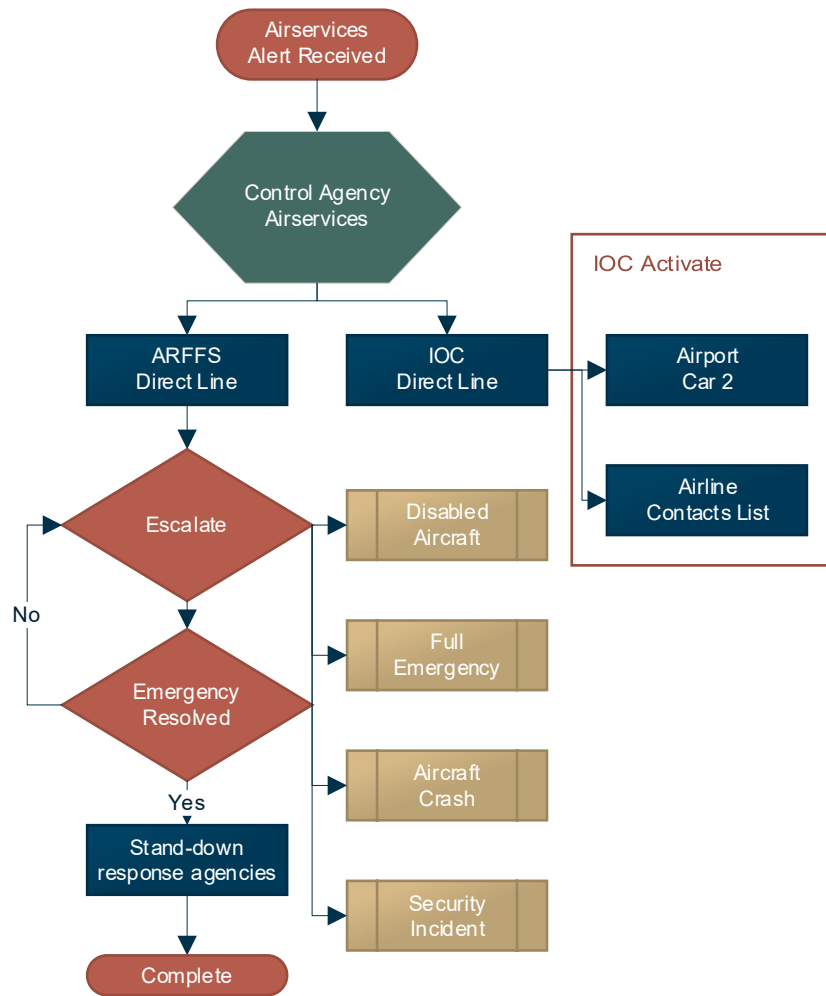 Airservices
Alert Received
Control Agency
Airservices
IOC Activate
ARFFS
Direct Line
IOC
Direct Line
Airport
Car 2
Airline
Contacts List
Escalate
Disabled
Aircraft
No
Full
Emergency
Emergency
Resolved
Aircraft
Crash
Yes
Stand-down
response agencies
Security
Incident
Complete